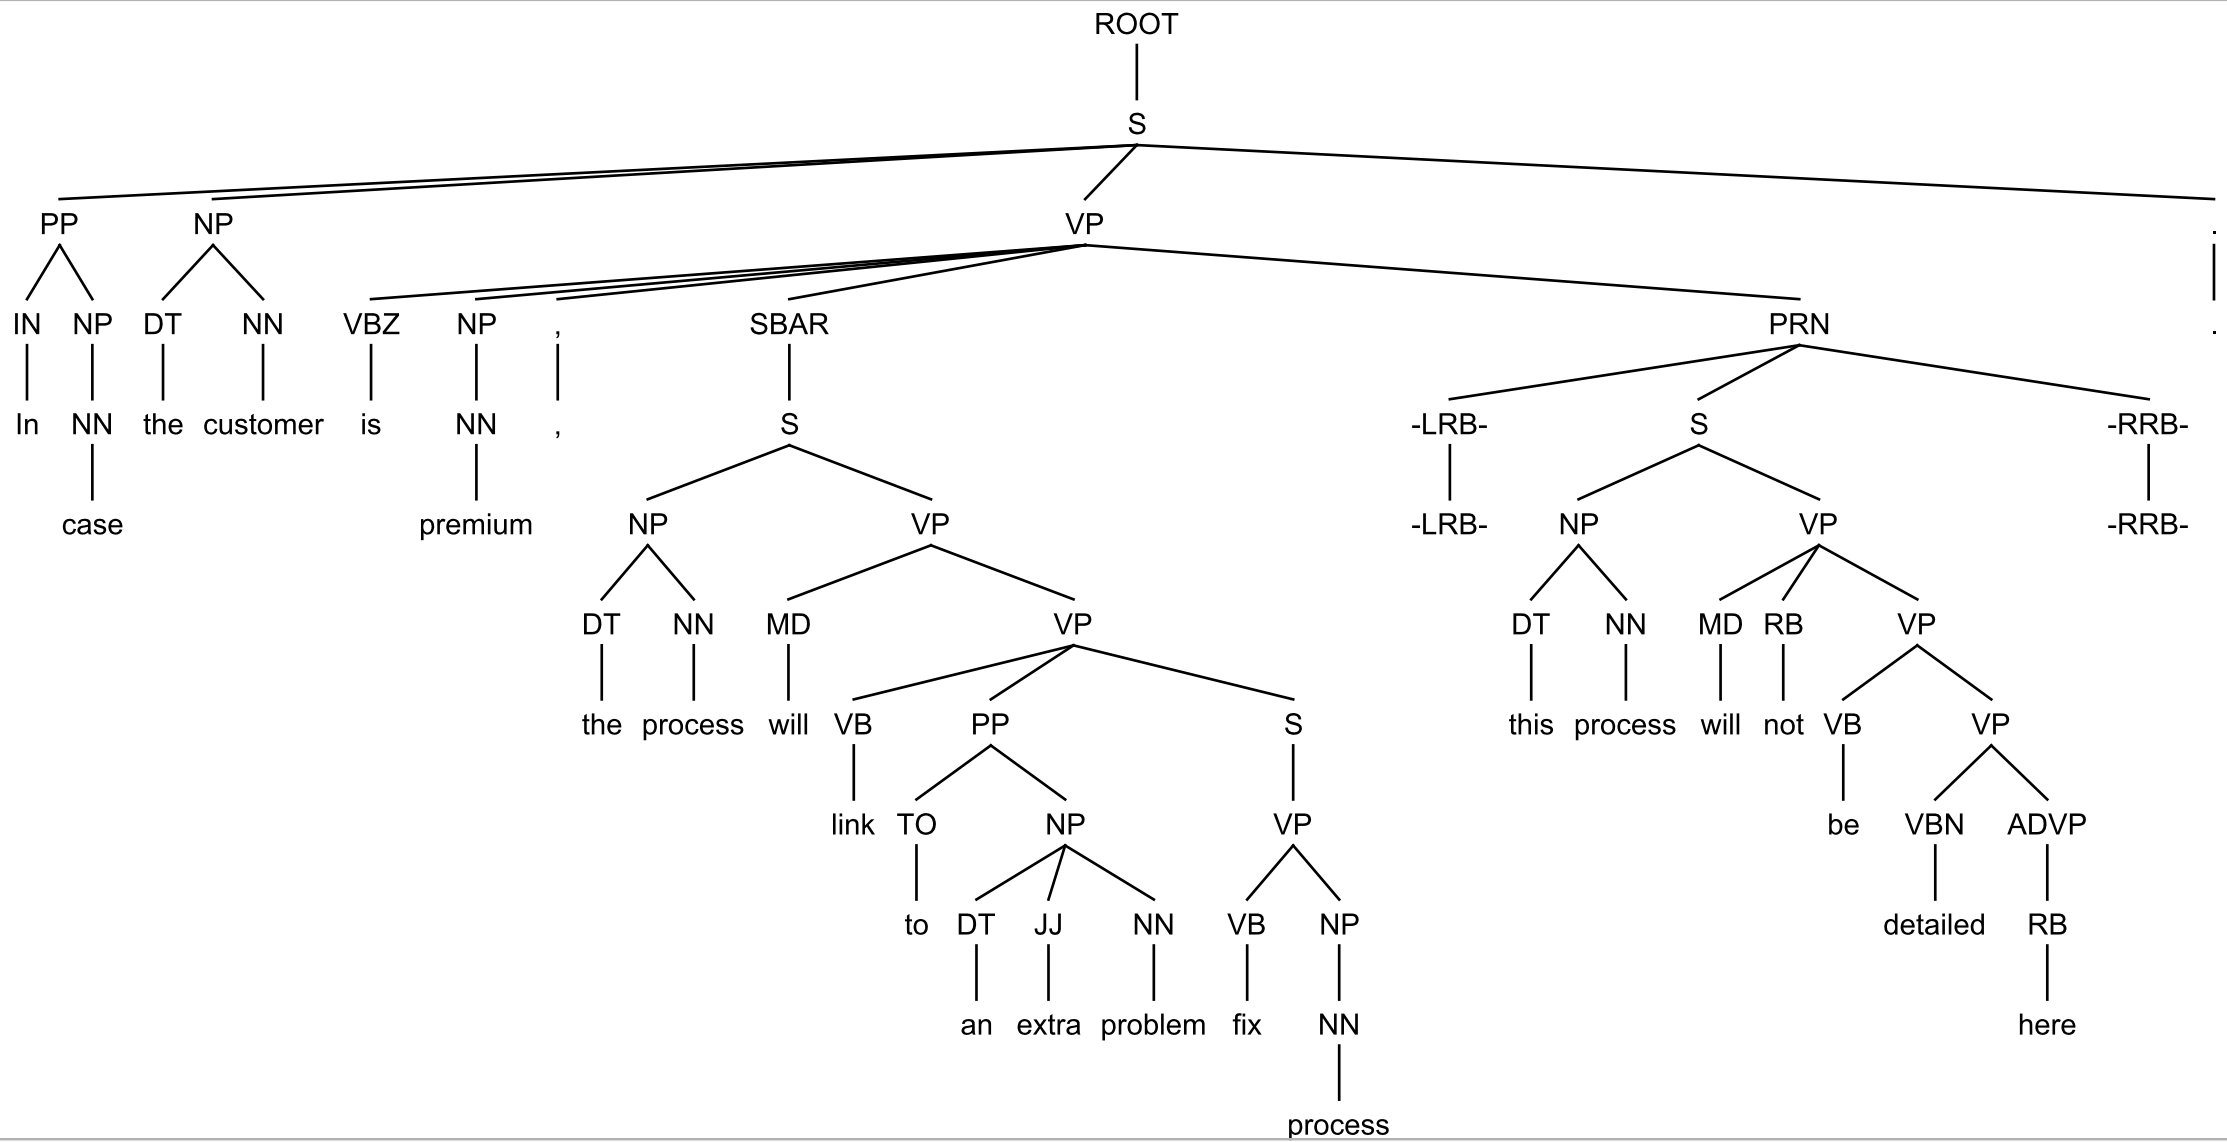 ROOT
S
PP NP VP .
IN NP DT NN VBZ NP , SBAR PRN .
In NN the customer is NN , S -LRB- S -RRB-
case premium NP VP -LRB- NP VP -RRB-
DT NN MD VP DT NN MD RB VP
the process will VB PP S this process will not VB VP
link TO NP VP be VBN ADVP
to DT JJ NN VB NP detailed RB
an extra problem fix NN here
process